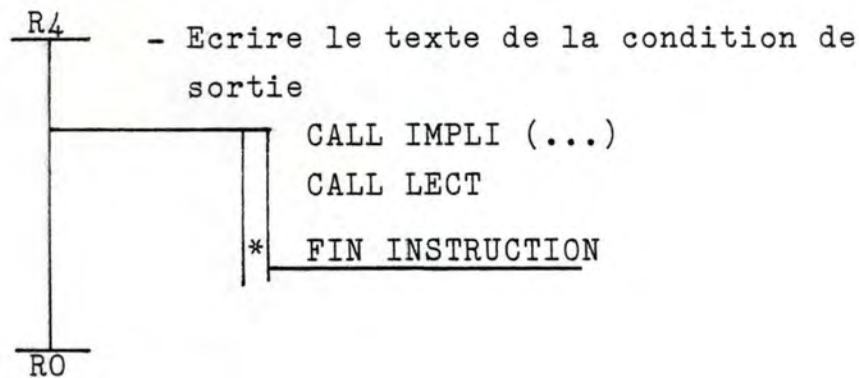 R4
- Ecrire le texte de la condition de
sortie
CALL IMPLI (...)
CALL LECT
* FIN INSTRUCTION
RO